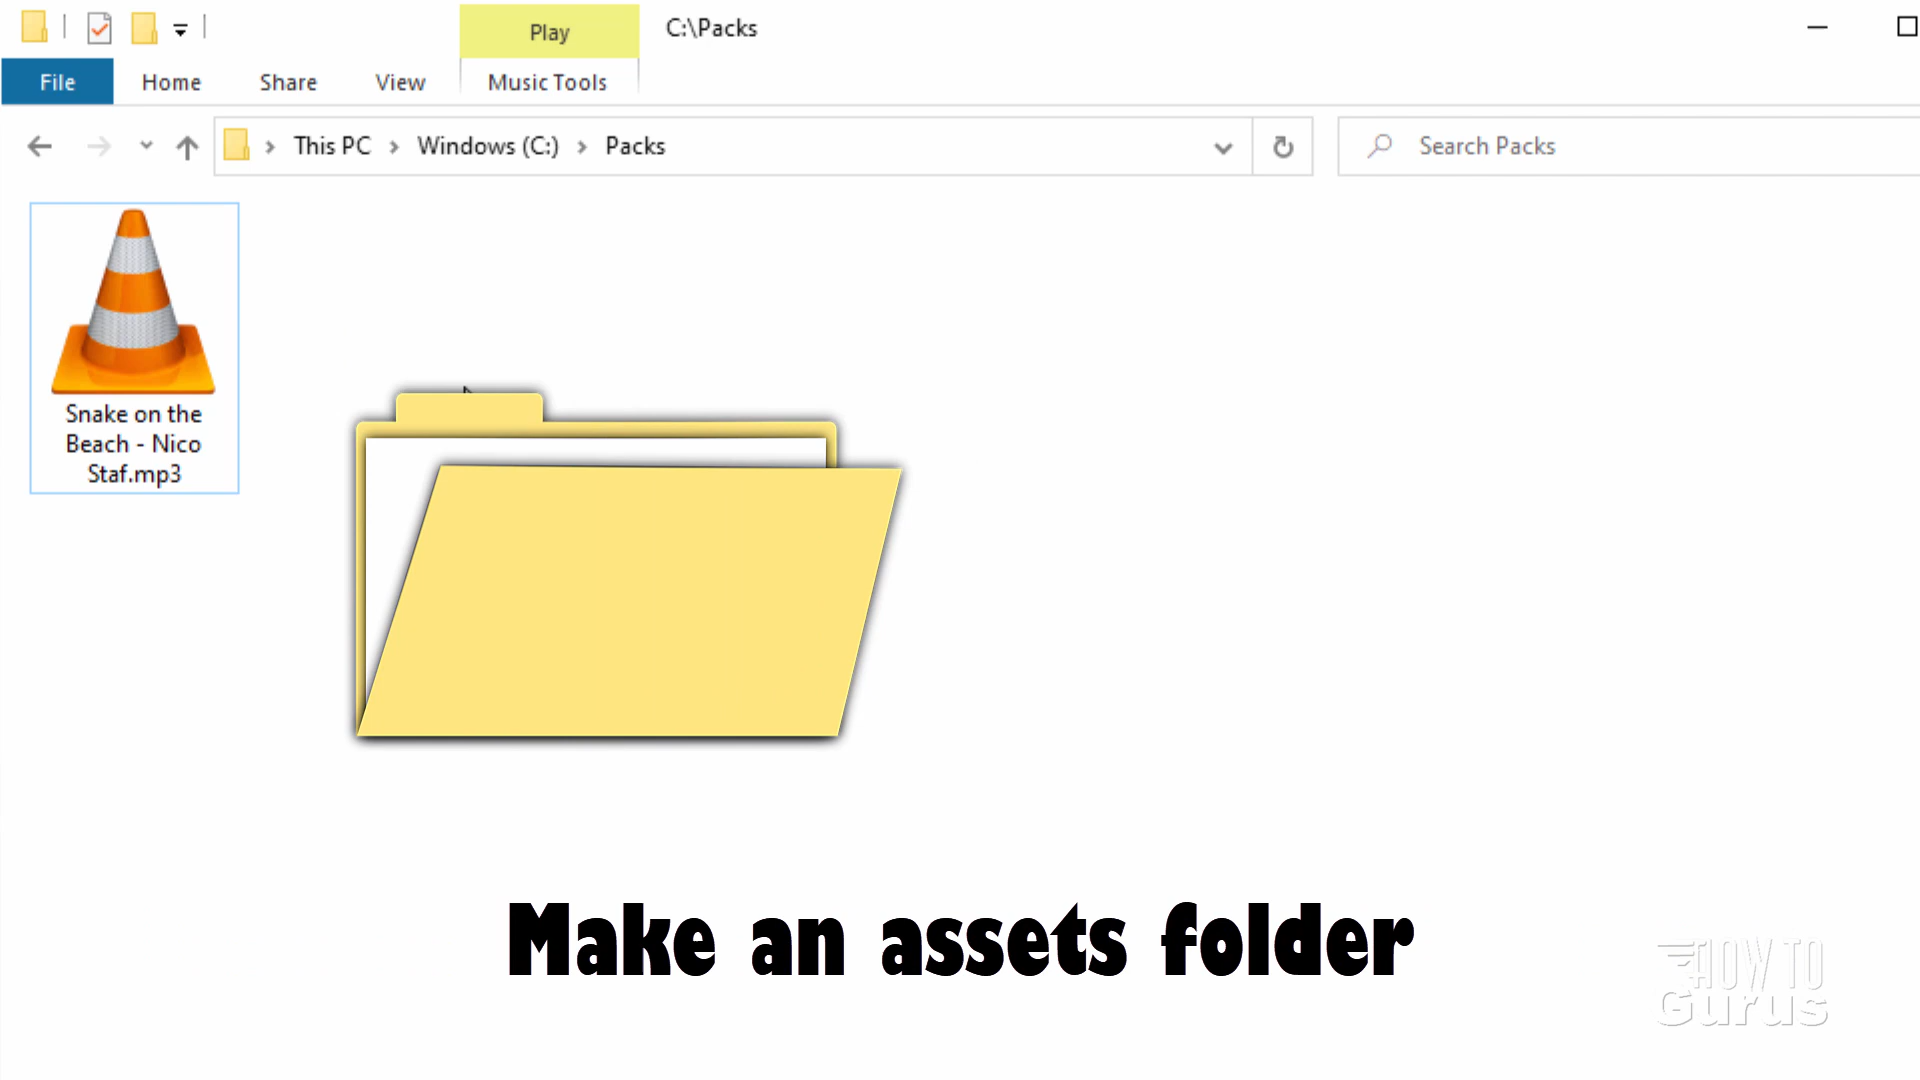 Play
C:\Packs
File
Home
Share
View
Music Tools
This PC
Windows (C:)
Packs
Search Packs
Snake on the
Beach - Nico
Staf.mp3
Make an assets folder
HOW TO
Gurus